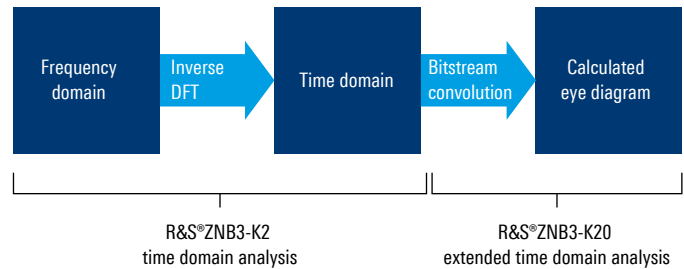 Frequency
domain
Inverse
DFT
Time domain
Bitstream
convolution
Calculated
eye diagram
R&S®ZNB3-K2
time domain analysis
R&S®ZNB3-K20
extended time domain analysis